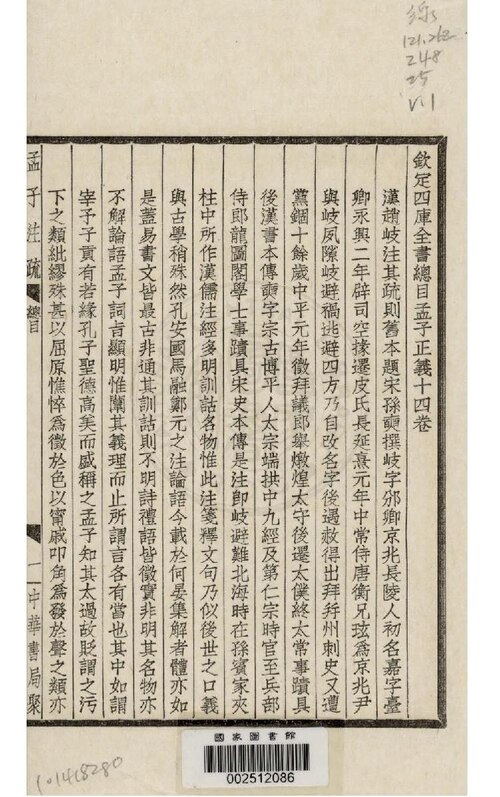 121.262
248
25
V.1
欽定四庫全書總目孟子正義十四卷
漢趙岐注其疏則舊本題宋孫奭撰岐字邠卿京兆長陵人初名嘉字臺
卿永興二年辟司空掾遷皮氏長延熹元年中常侍唐衡兄玹爲京兆尹
與岐夙隙岐避禍逃避四方乃自改名字後遇赦得出拜幷州刺史又遭
黨錮十餘歲中平元年徵拜議郎舉燉煌太守後遷太僕終太常事蹟具
後漢書本傳奭字宗古博平人太宗端拱中九經及第仁宗時官至兵部
侍郎龍圖閣學士事蹟具宋史本傳是注卽岐避難北海時在孫賓家夾
柱中所作漢儒注經多明訓詁名物惟此注箋釋文句乃似後世之口義
與古學稍殊然孔安國馬融鄭元之注論語今載於何晏集解者體亦如
是蓋易書文皆最古非通其訓詁則不明詩禮語皆徵實非明其名物亦
不解論語孟子詞旨顯明惟闡其義理而止所謂言各有當也其中如謂
宰予子貢有若緣孔子聖德高美而盛稱之孟子知其太過故貶謂之污
下之類紕繆殊甚以屈原憔悴爲徵於色以甯戚叩角爲發於聲之類亦
孟子注疏 總目 一 中華書局聚
國家圖書館
002512086
101418280